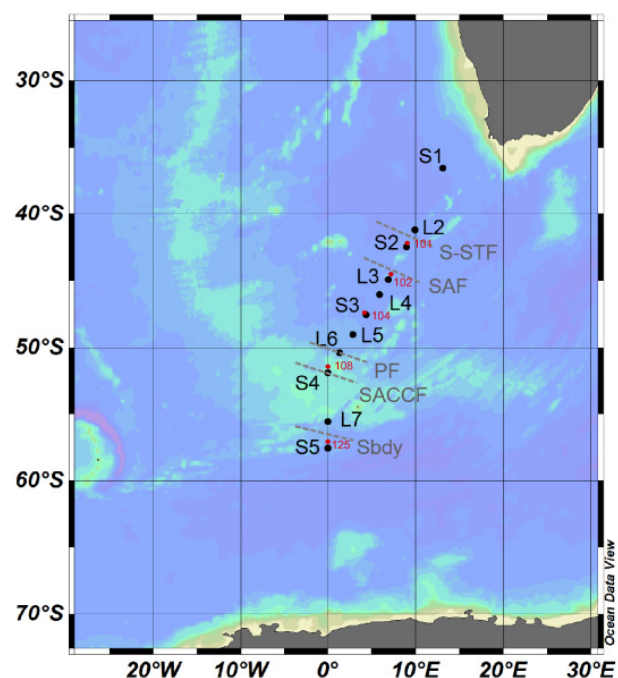 30°S
S1
40°S
L2
S2
101
S-STF
L3
102
SAF
S3
L4
104
L6
L5
50°S
108
PF
S4
SACCF
L7
S5
125
Sbdy
60°S
70°S
Ocean Data View
20°W
10°W
0°
10°E
20°E
30°E